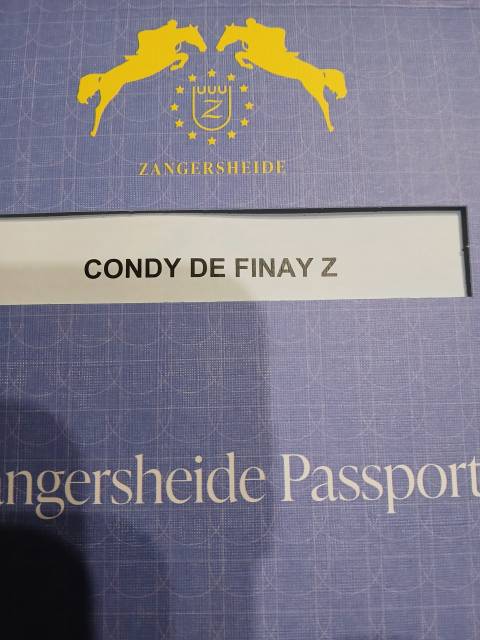 Z
ZANGERSHEIDE
CONDY DE FINAY Z
angersheide Passport